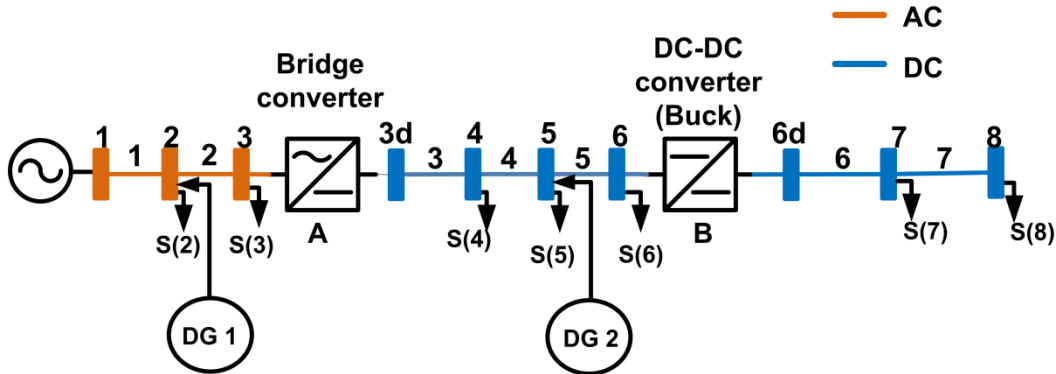 AC
DC
Bridge
converter
DC-DC
converter
(Buck)
1 2 3 3d 4 5 6 6d 7 8
1 2 3 4 5 6 7
A
B
S(2) S(3) S(4) S(5) S(6) S(7) S(8)
DG 1
DG 2